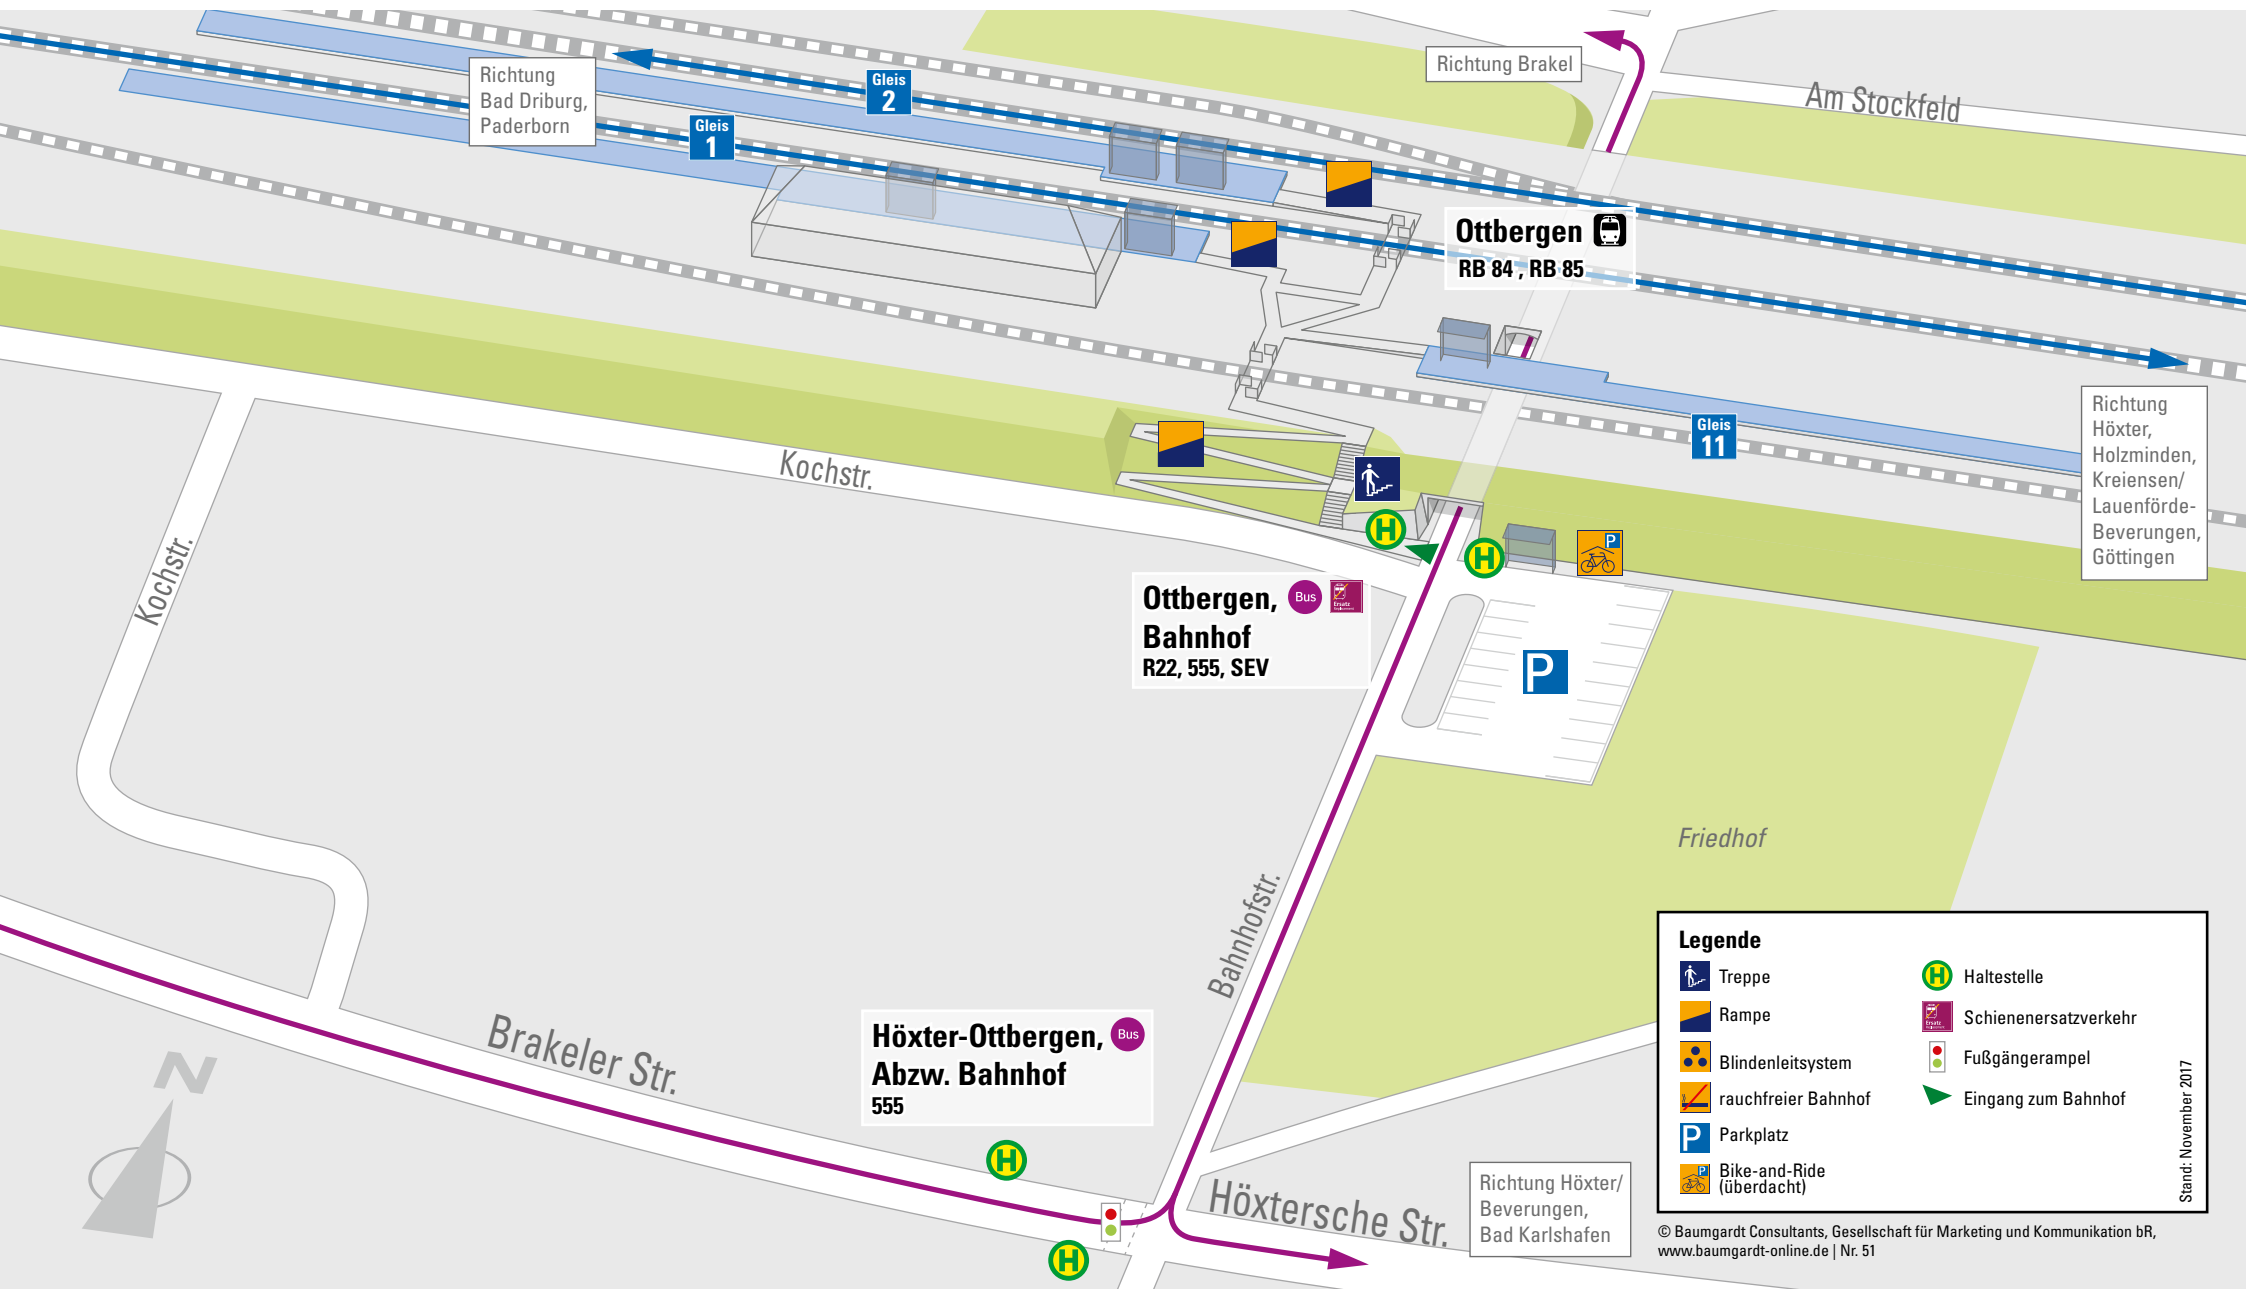 Richtung
Bad Driburg,
Paderborn
Gleis
2
Gleis
1
Richtung Brakel
Am Stockfeld
Ottbergen
RB 84 , RB 85
Gleis
11
Richtung
Höxter,
Holzminden,
Kreiensen/
Lauenförde-
Beverungen,
Göttingen
Kochstr.
Kochstr.
H
H
P
Ottbergen, Bus
Bahnhof
R22, 555, SEV
Ersatz
P
Friedhof
Bahnhofstr.
Brakeler Str.
Höxter-Ottbergen, Bus
Abzw. Bahnhof
555
H
H
N
Höxtersche Str.
Richtung Höxter/
Beverungen,
Bad Karlshafen
Legende
Treppe
Rampe
Blindenleitsystem
rauchfreier Bahnhof
P Parkplatz
P Bike-and-Ride
(überdacht)
H Haltestelle
Ersatz Schienenersatzverkehr
Fußgängerampel
Eingang zum Bahnhof
Stand: November 2017
© Baumgardt Consultants, Gesellschaft für Marketing und Kommunikation bR,
www.baumgardt-online.de | Nr. 51